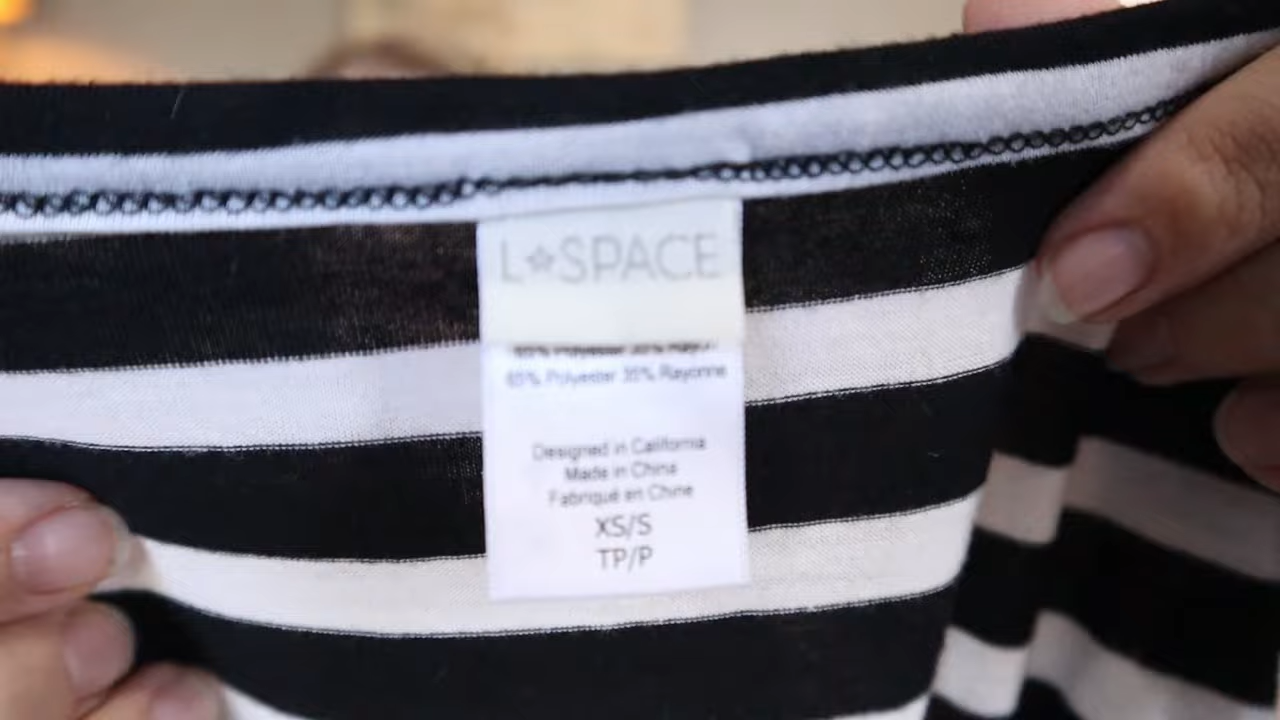 L☆SPACE
65% Polyester 35% Rayonne
Designed in California
Made in China
Fabriqué en Chine
XS/S
TP/P